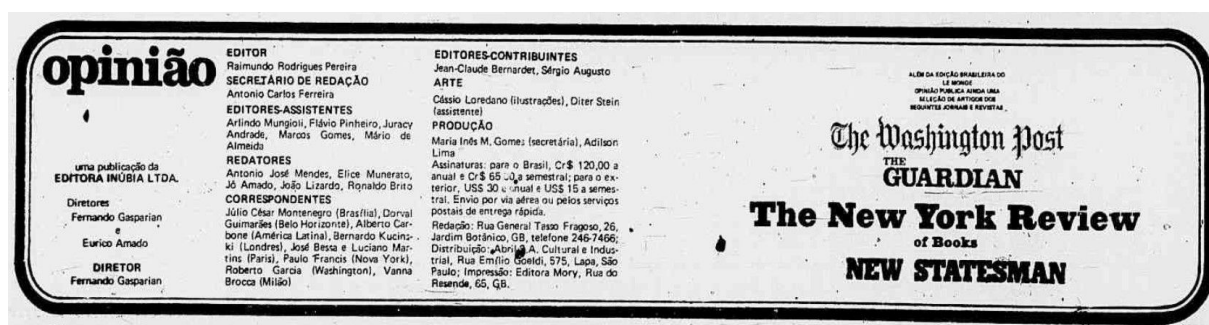 opinião
uma publicação da
EDITORA INÚBIA LTDA.
Diretores
Fernando Gasparian
e
Eurico Amado
DIRETOR
Fernando Gasparian
EDITOR
Raimundo Rodrigues Pereira
SECRETÁRIO DE REDAÇÃO
Antonio Carlos Ferreira
EDITORES-ASSISTENTES
Arlindo Mungioli, Flávio Pinheiro, Juracy
Andrade, Marcos Gomes, Mário de
Almeida
REDATORES
Antonio José Mendes, Elice Munerato,
Jô Amado, João Lizardo, Ronaldo Brito
CORRESPONDENTES
Júlio César Montenegro (Brasília), Dorval
Guimarães (Belo Horizonte), Alberto Car-
bone (América Latina), Bernardo Kucins-
ki (Londres), José Bessa e Luciano Mar-
tins (Paris), Paulo Francis (Nova York),
Roberto Garcia (Washington), Vanna
Brocca (Milão)
EDITORES-CONTRIBUINTES
Jean-Claude Bernardet, Sérgio Augusto
ARTE
Cássio Loredano (ilustrações), Diter Stein
(assistente)
PRODUÇÃO
Maria Inês M. Gomes (secretária), Adilson
Lima
Assinaturas: para o Brasil, Cr$ 120,00 a
anual e Cr$ 65 a semestral; para o ex-
terior, US$ 30 a anual e US$ 15 a semes-
tral. Envio por via aérea ou pelos serviços
postais de entrega rápida.
Redação: Rua General Tasso Fragoso, 26,
Jardim Botânico, GB, telefone 246-7466;
Distribuição: Abril S.A. Cultural e Indus-
trial, Rua Emílio Goeldi, 575, Lapa, São
Paulo; Impressão: Editora Mory, Rua do
Resende, 65, GB.
ALÉM DA EDIÇÃO BRASILEIRA DO
LE MONDE
OPINIÃO PUBLICA AINDA UMA
SELEÇÃO DE ARTIGOS DOS
SEGUINTES JORNAIS E REVISTAS
The Washington Post
THE
GUARDIAN
The New York Review
of Books
NEW STATESMAN